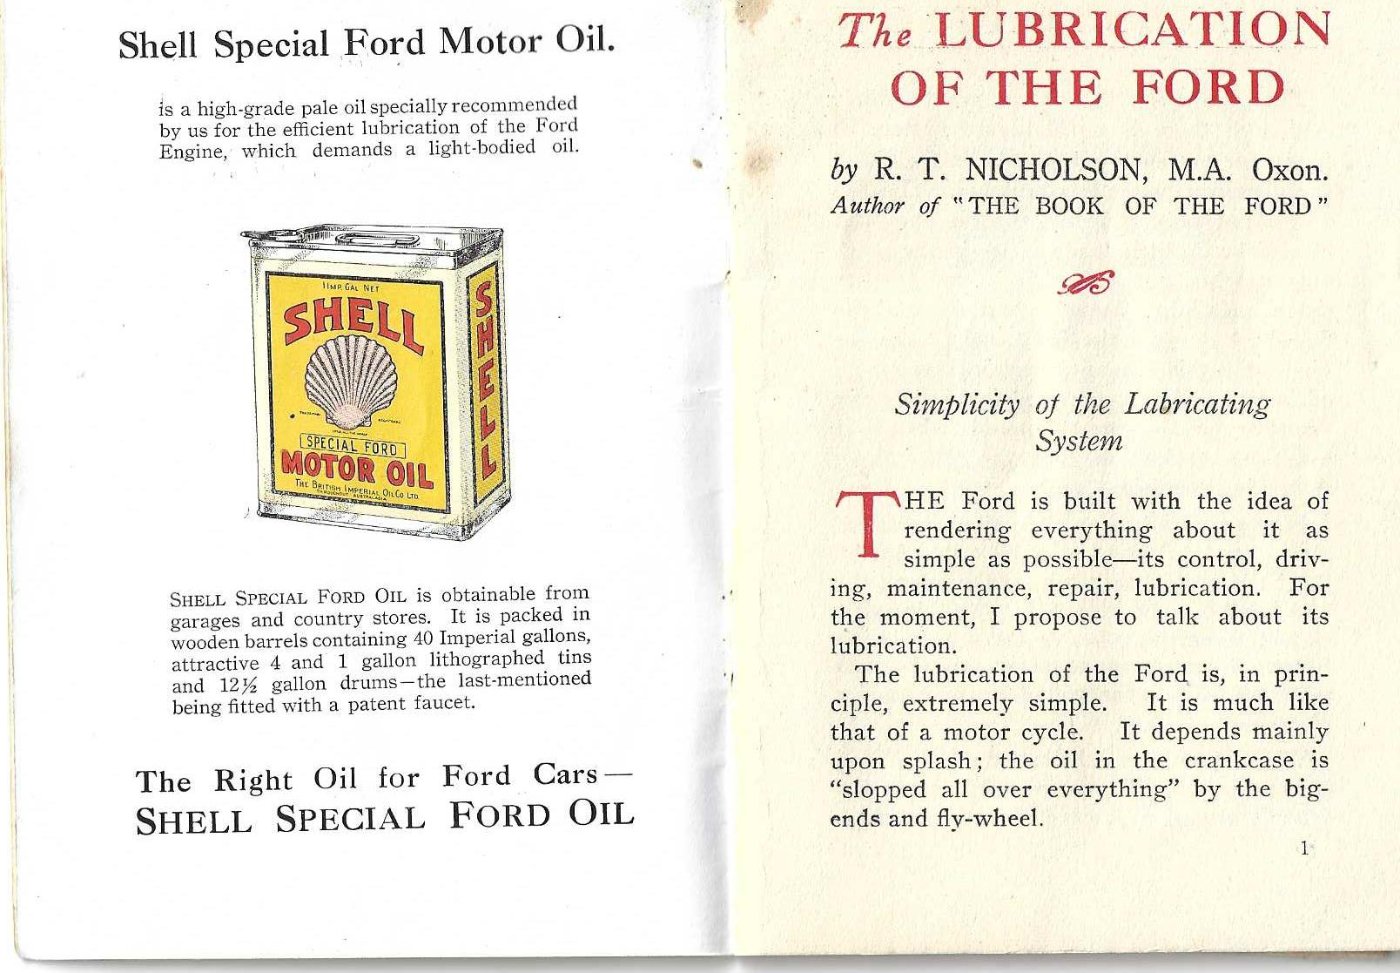 Shell Special Ford Motor Oil.
is a high-grade pale oil specially recommended
by us for the efficient lubrication of the Ford
Engine, which demands a light-bodied oil.
1 IMP. GAL NET
SHELL
SHELL
SPECIAL FORD
MOTOR OIL
THE BRITISH IMPERIAL OIL CO LTD.
THROUGHOUT AUSTRALASIA
SHELL SPECIAL FORD OIL is obtainable from
garages and country stores. It is packed in
wooden barrels containing 40 Imperial gallons,
attractive 4 and 1 gallon lithographed tins
and 12½ gallon drums—the last-mentioned
being fitted with a patent faucet.
The Right Oil for Ford Cars—
SHELL SPECIAL FORD OIL
The LUBRICATION
OF THE FORD
by R. T. NICHOLSON, M.A. Oxon.
Author of "THE BOOK OF THE FORD"
Simplicity of the Labricating
System
THE Ford is built with the idea of
rendering everything about it as
simple as possible—its control, driv-
ing, maintenance, repair, lubrication. For
the moment, I propose to talk about its
lubrication.
The lubrication of the Ford is, in prin-
ciple, extremely simple. It is much like
that of a motor cycle. It depends mainly
upon splash; the oil in the crankcase is
"slopped all over everything" by the big-
ends and fly-wheel.
1